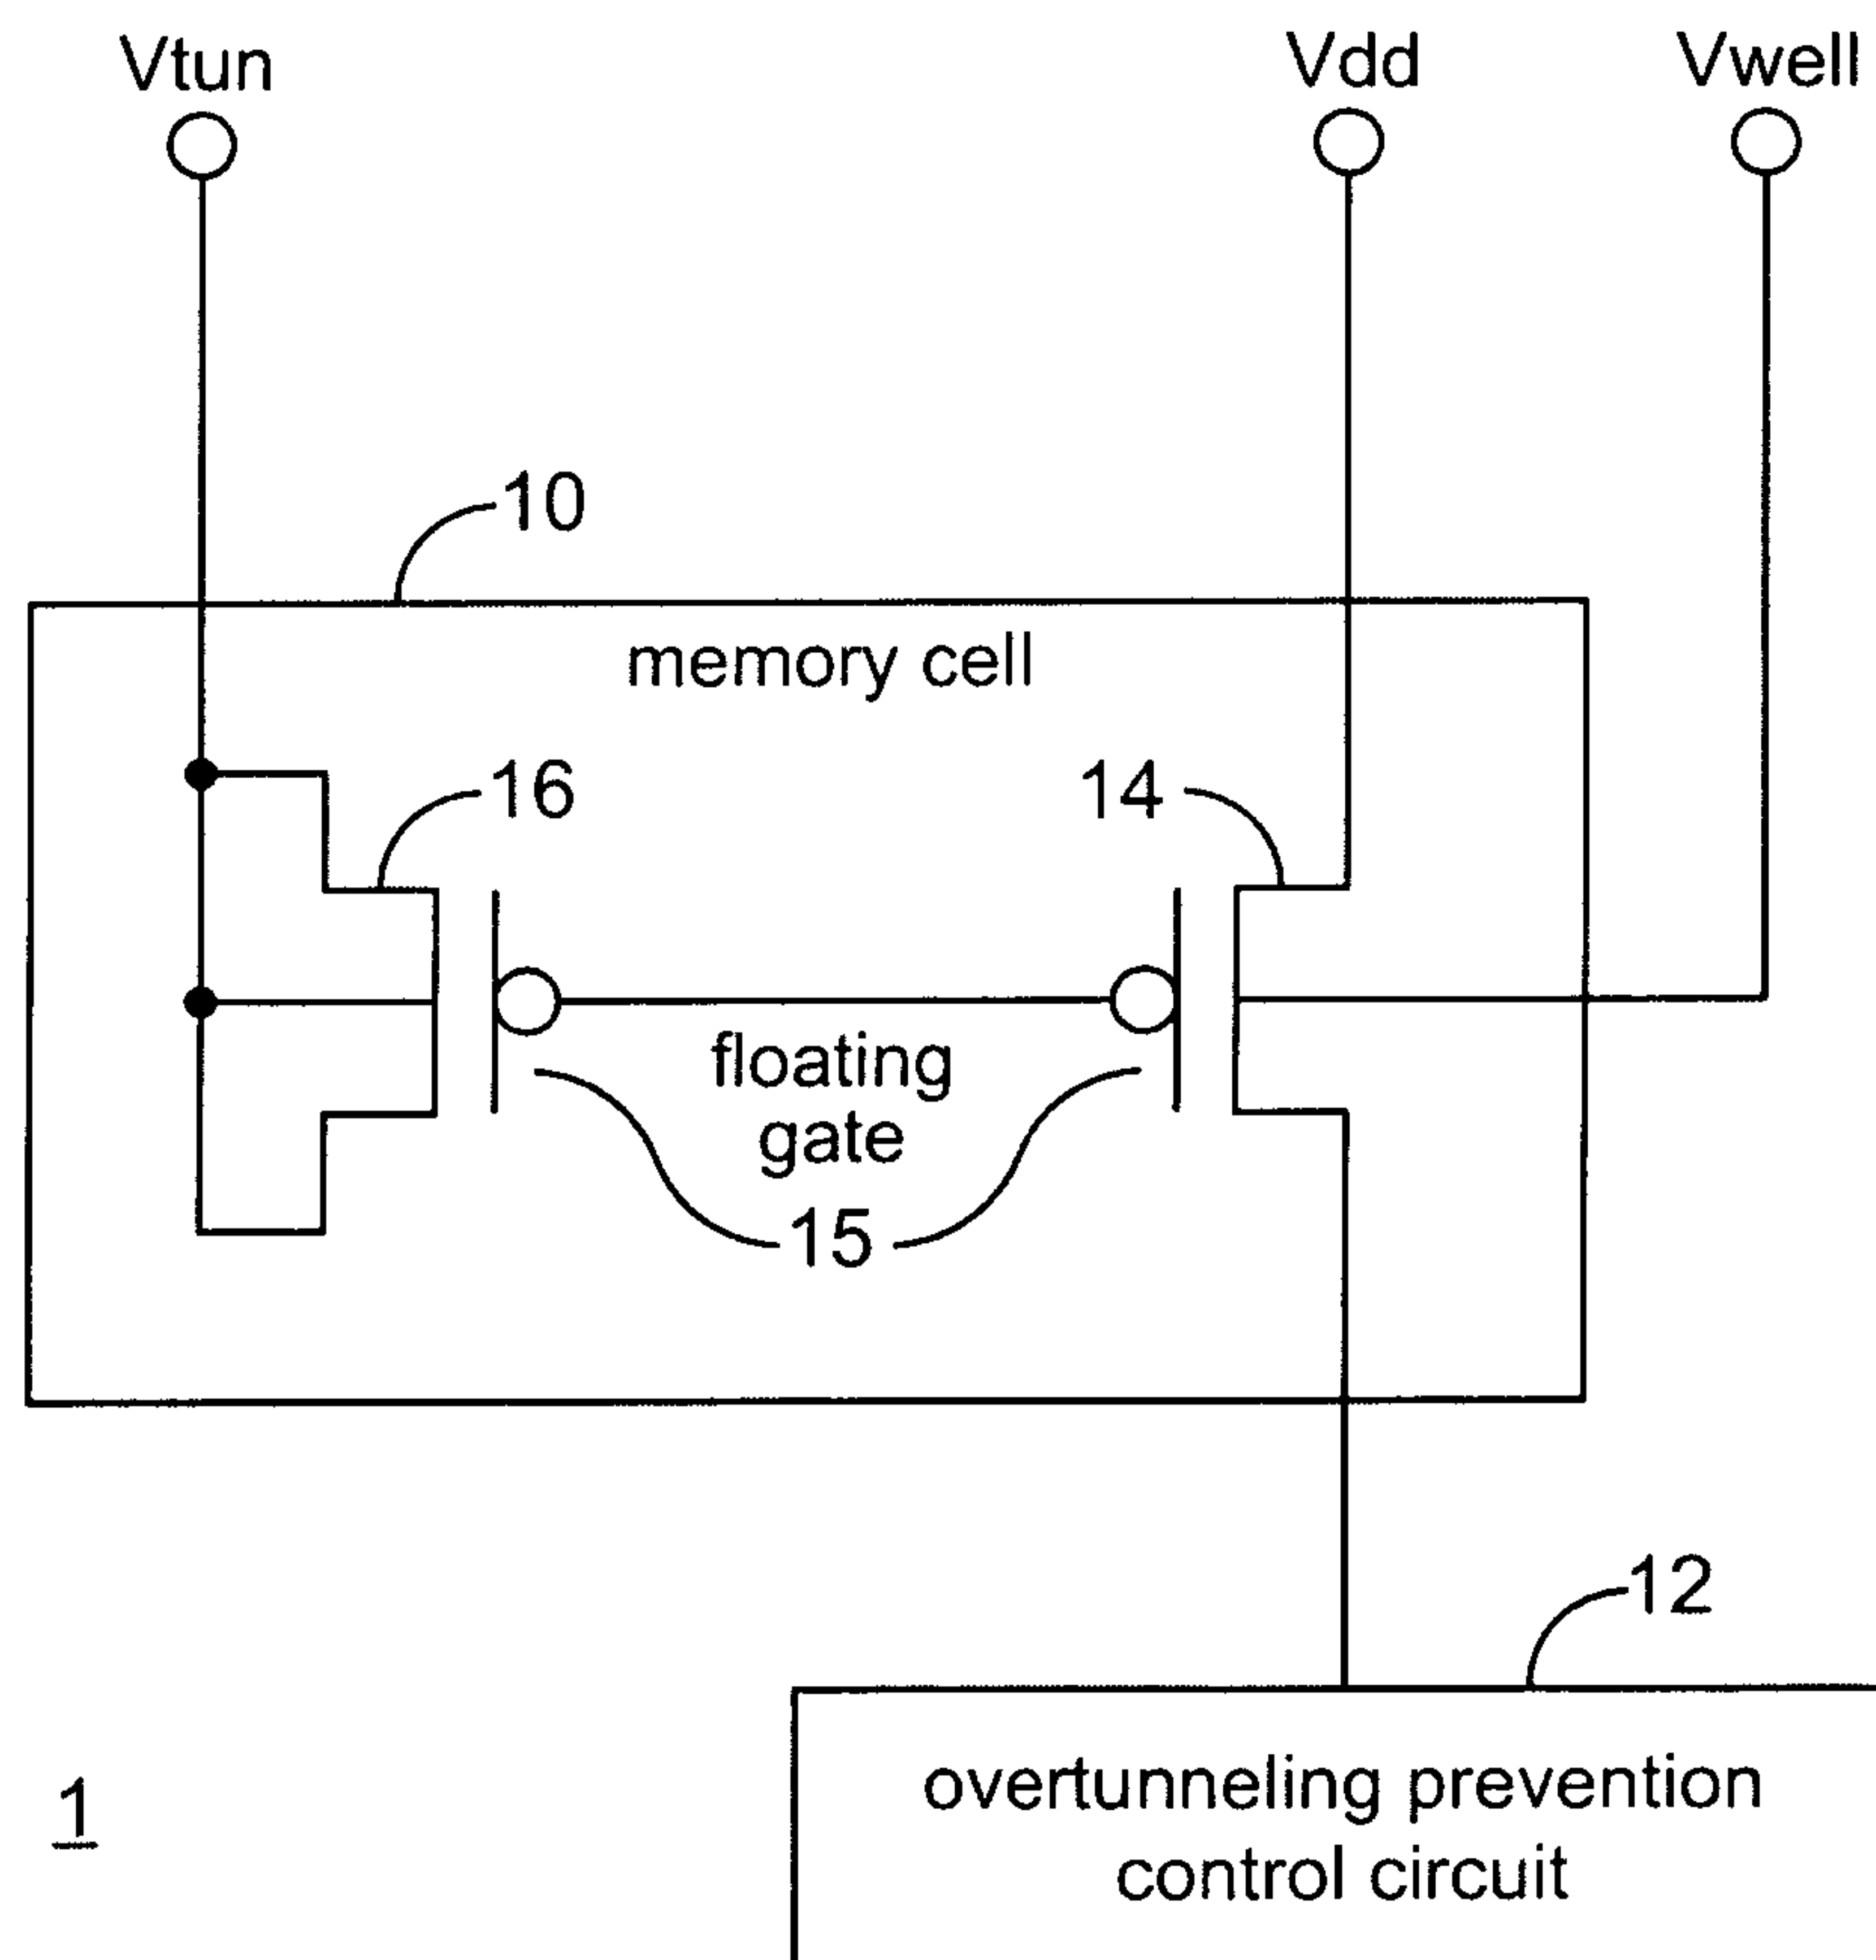 Vtun
Vdd
Vwell
10
memory cell
16
14
floating
gate
15
12
1
overtunneling prevention
control circuit